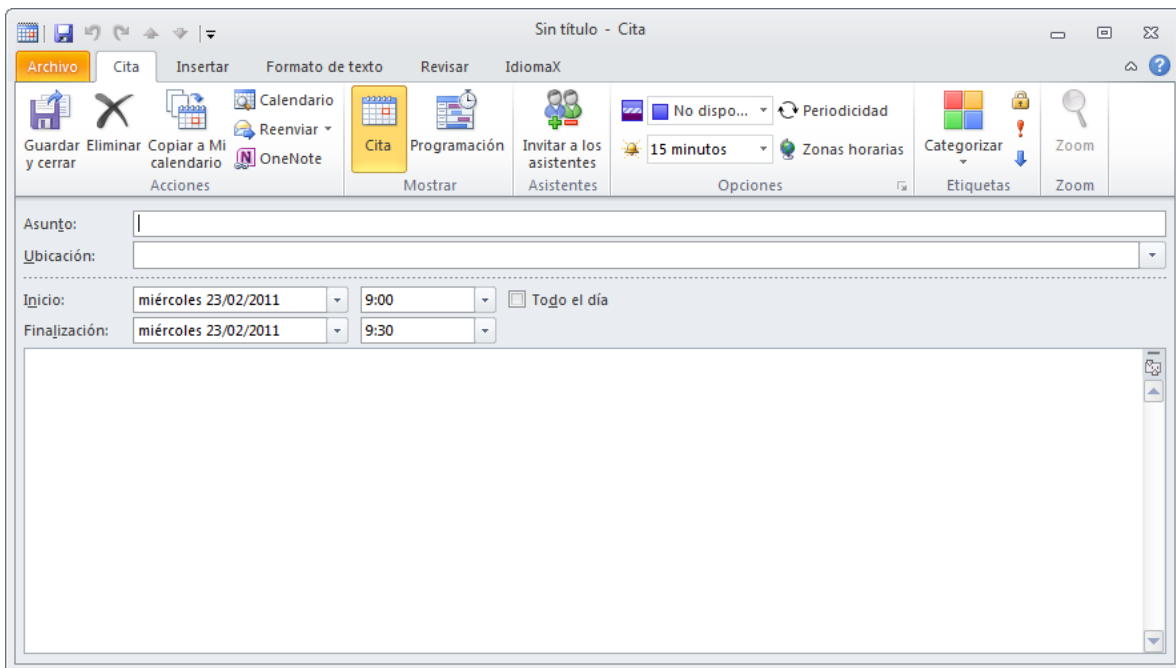 Sin título - Cita
Archivo Cita Insertar Formato de texto Revisar IdiomaX
Guardar y cerrar
Eliminar
Copiar a Mi calendario
Calendario
Reenviar
OneNote
Acciones
Cita
Programación
Mostrar
Invitar a los asistentes
Asistentes
No dispo...
15 minutos
Periodicidad
Zonas horarias
Opciones
Categorizar
Etiquetas
Zoom
Zoom
Asunto:
Ubicación:
Inicio: miércoles 23/02/2011 9:00 Todo el día
Finalización: miércoles 23/02/2011 9:30